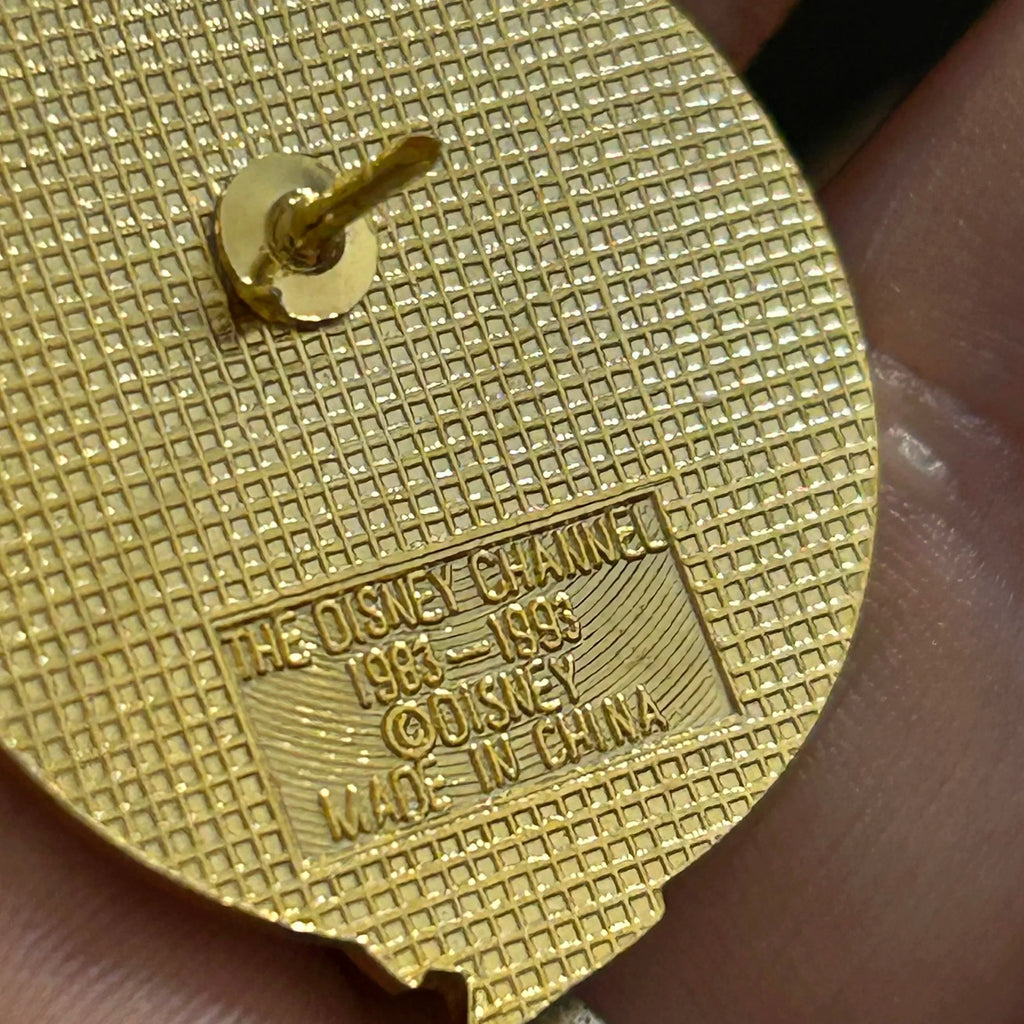 THE DISNEY CHANNEL
1983—1993
©DISNEY
MADE IN CHINA